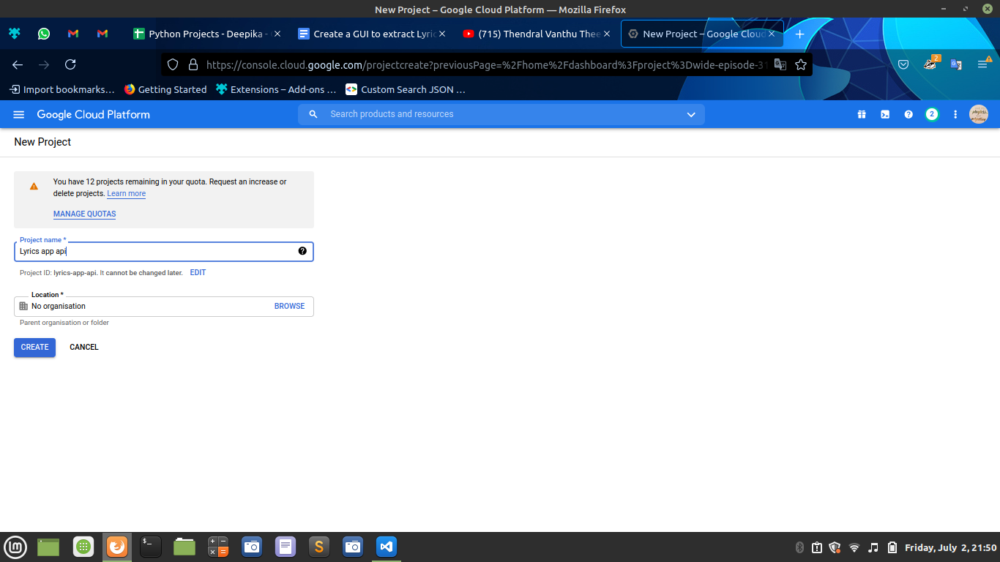 New Project – Google Cloud Platform — Mozilla Firefox
Python Projects - Deepika -
Create a GUI to extract Lyric
(715) Thendral Vanthu Thee
New Project – Google Cloud
https://console.cloud.google.com/projectcreate?previousPage=%2Fhome%2Fdashboard%3Fproject%3Dwide-episode-31
2
Import bookmarks…
Getting Started
Extensions – Add-ons …
Custom Search JSON …
Google Cloud Platform
Search products and resources
2
New Project
You have 12 projects remaining in your quota. Request an increase or
delete projects. Learn more
MANAGE QUOTAS
Project name *
Lyrics app api
Project ID: lyrics-app-api. It cannot be changed later. EDIT
Location *
No organisation
BROWSE
Parent organisation or folder
CREATE
CANCEL
Friday, July 2, 21:50